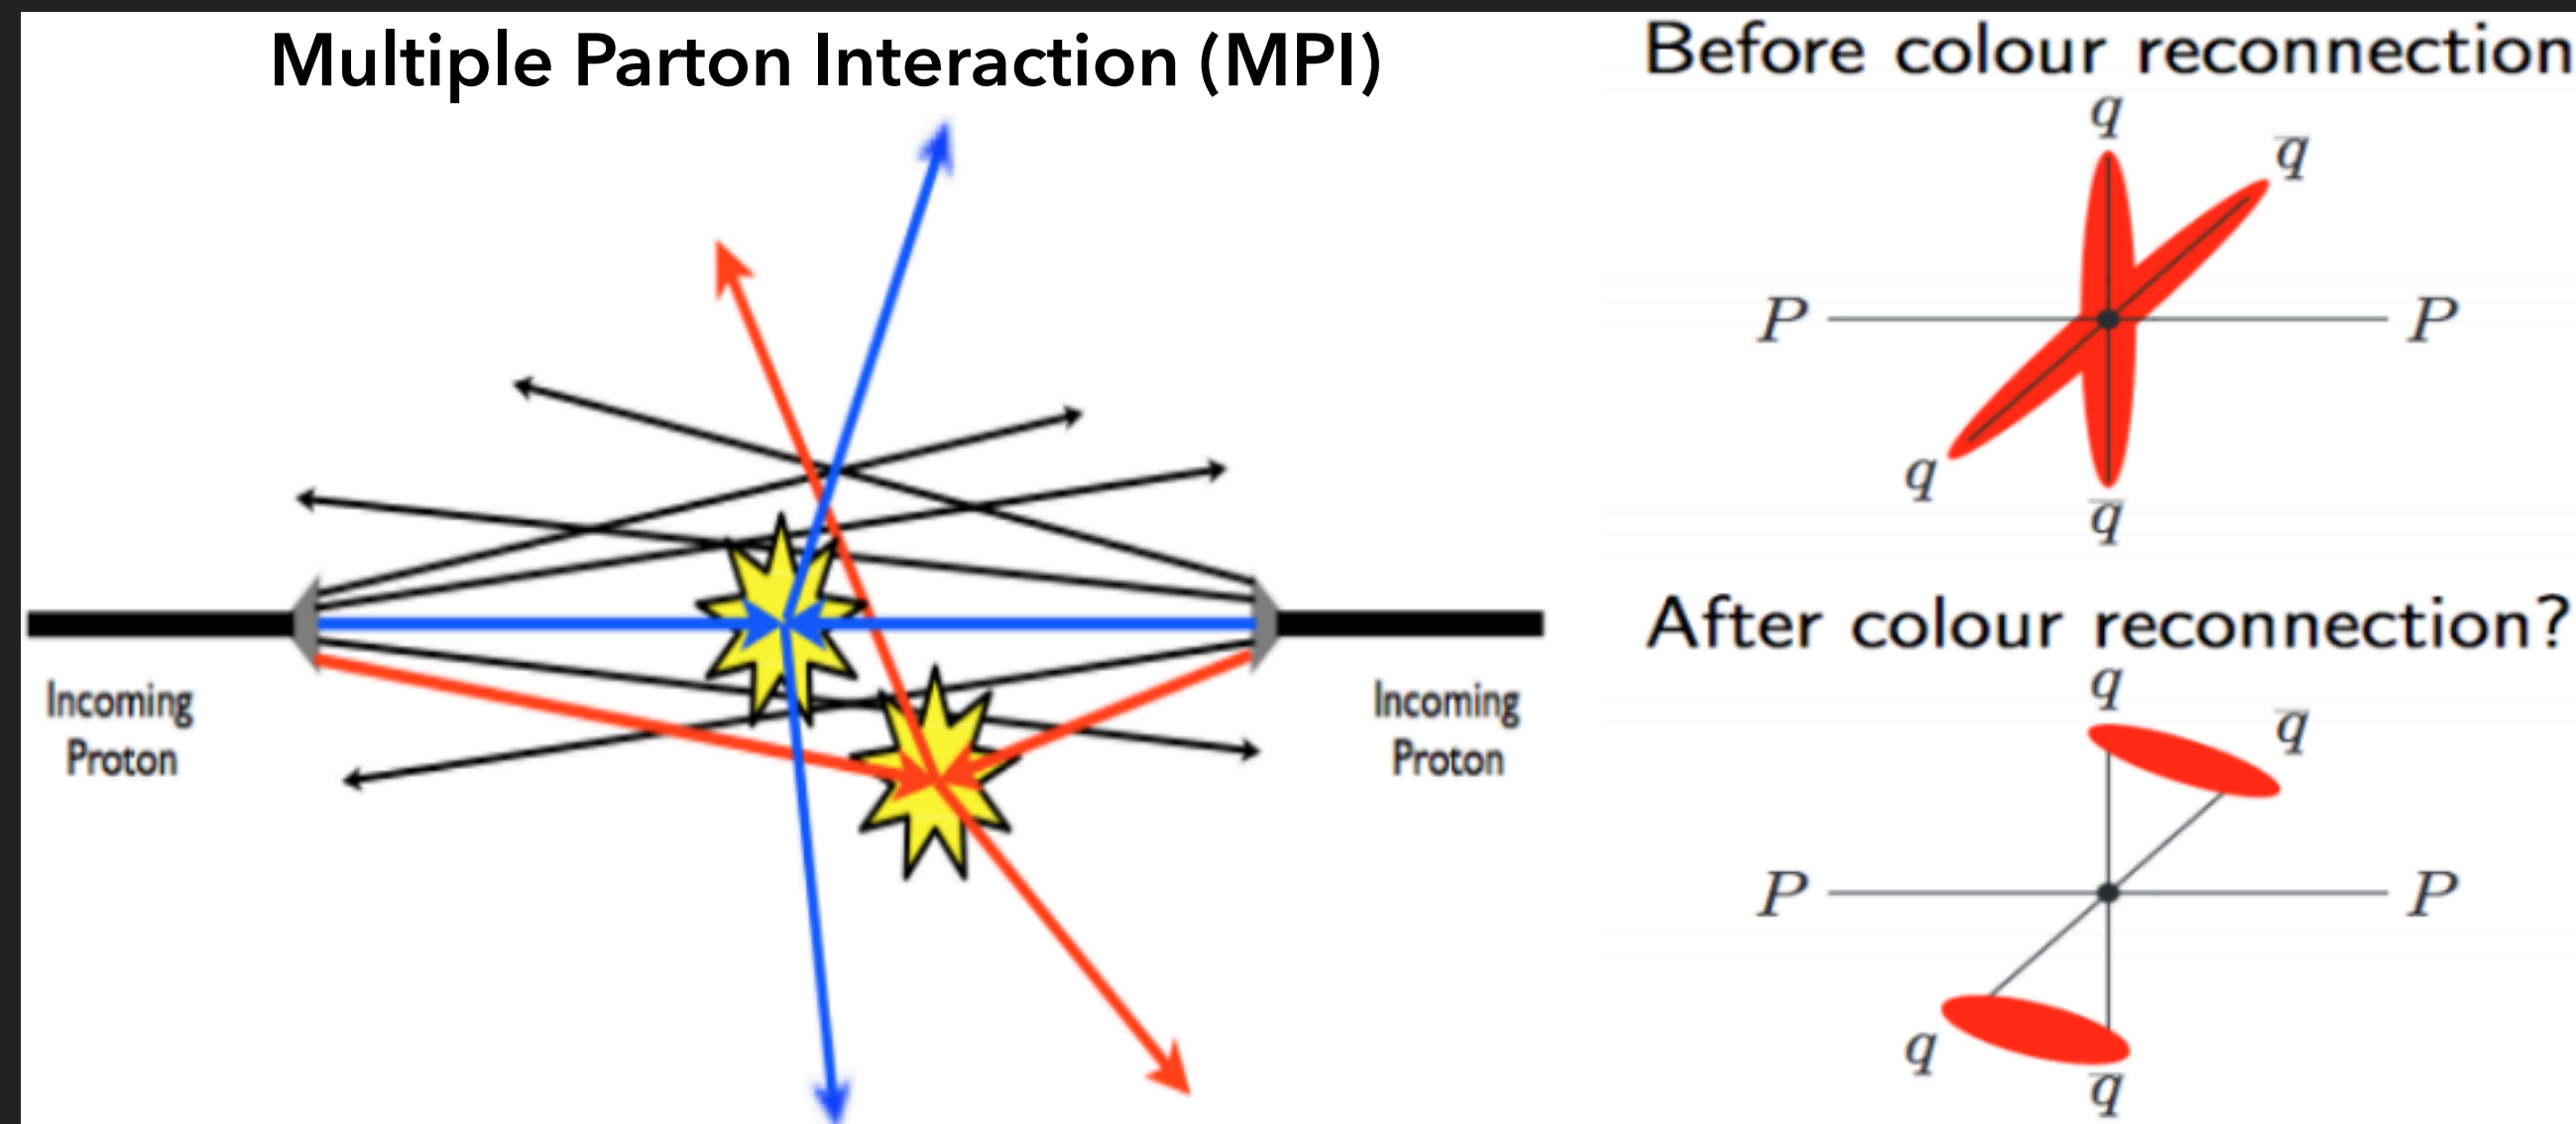 Multiple Parton Interaction (MPI)
Incoming
Proton
Incoming
Proton
Before colour reconnection
q
q̅
P
P
q
q̅
After colour reconnection?
q
q̅
P
P
q
q̅